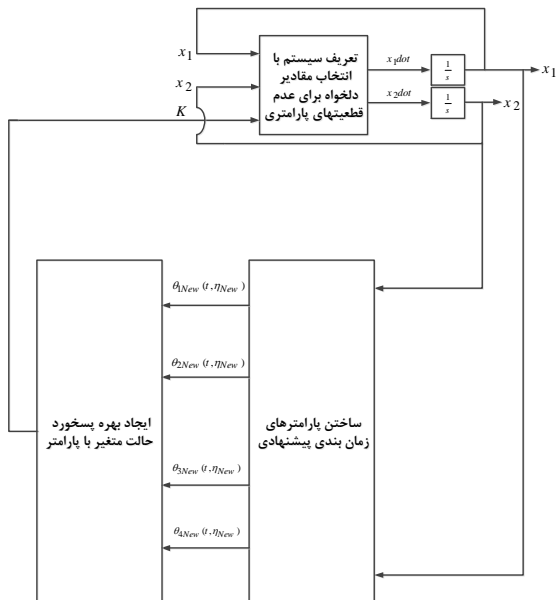 x1
x2
K
تعریف سیستم با
انتخاب مقادیر
دلخواه برای عدم
قطعیتهای پارامتری
x1dot
1/s
x1
x2dot
1/s
x2
θ1New (t,ηNew)
θ2New (t,ηNew)
θ3New (t,ηNew)
θ4New (t,ηNew)
ساختن پارامترهای
زمان بندی پیشنهادی
ایجاد بهره پسخورد
حالت متغیر با پارامتر